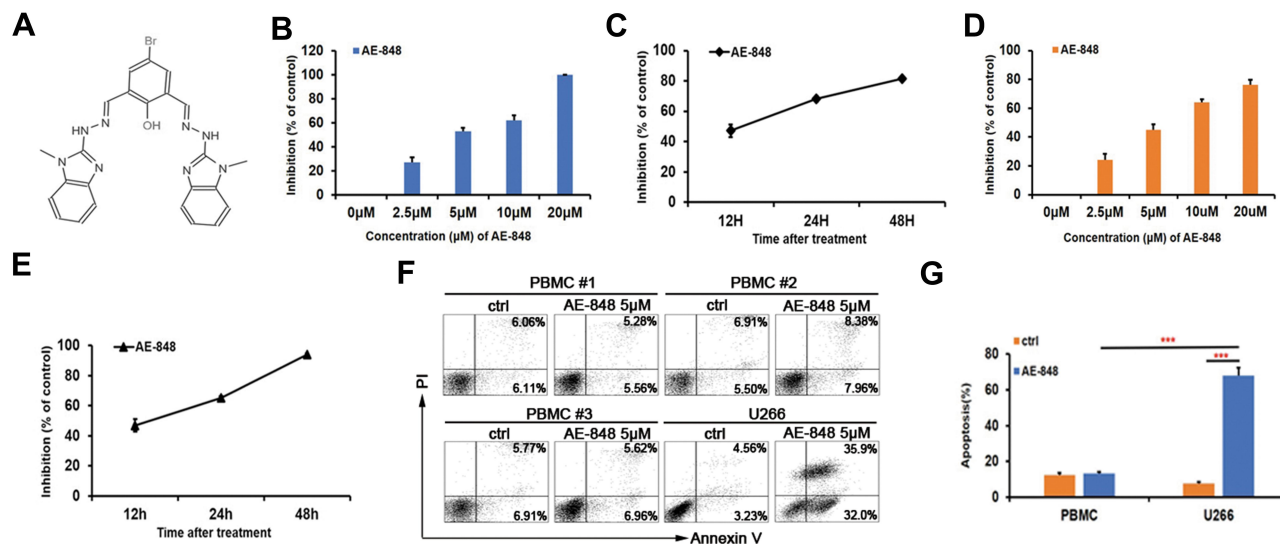 A
Br
N
N
OH
HN
NH
N
N
N
N
B
AE-848
Inhibition (% of control)
120
100
80
60
40
20
0
0μM 2.5μM 5μM 10μM 20μM
Concentration (μM) of AE-848
C
AE-848
Inhibition (% of control)
100
80
60
40
20
0
12H 24H 48H
Time after treatment
D
AE-848
Inhibition (% of control)
100
80
60
40
20
0
0μM 2.5μM 5μM 10uM 20uM
Concentration (μM) of AE-848
E
AE-848
Inhibition (% of control)
100
80
60
40
20
0
12h 24h 48h
Time after treatment
F
PBMC #1 PBMC #2
ctrl AE-848 5μM ctrl AE-848 5μM
6.06% 5.28% 6.91% 8.38%
6.11% 5.56% 5.50% 7.96%
PBMC #3 U266
ctrl AE-848 5μM ctrl AE-848 5μM
5.77% 5.62% 4.56% 35.9%
6.91% 6.96% 3.23% 32.0%
PI
Annexin V
G
ctrl
AE-848
***
***
Apoptosis(%)
80
60
40
20
0
PBMC U266